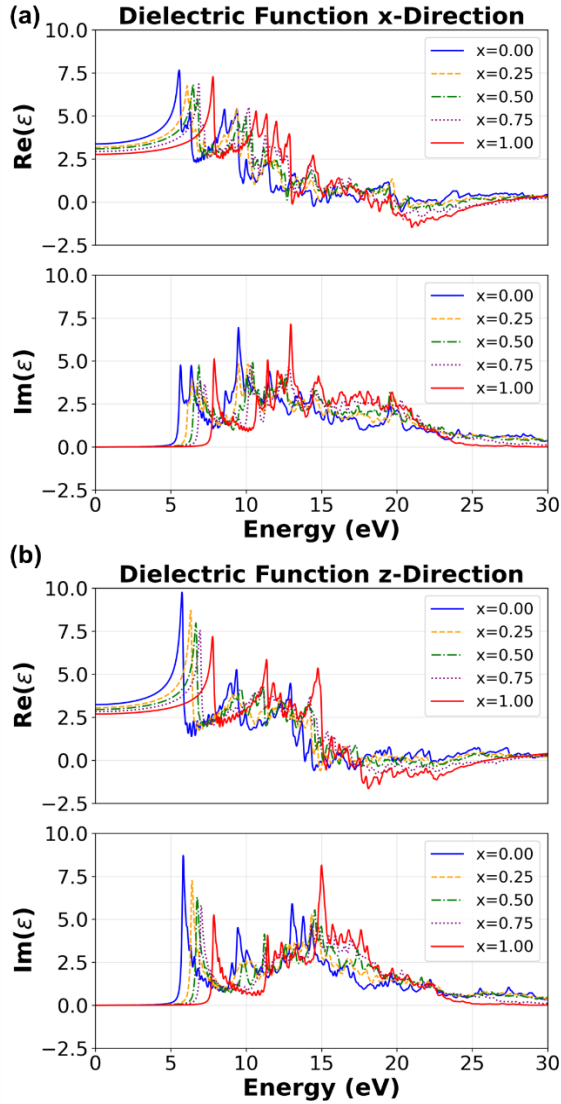 (a)
Dielectric Function x-Direction
10.0
7.5
5.0
2.5
0.0
−2.5
Re(ε)
x=0.00
x=0.25
x=0.50
x=0.75
x=1.00
10.0
7.5
5.0
2.5
0.0
−2.5
Im(ε)
x=0.00
x=0.25
x=0.50
x=0.75
x=1.00
0 5 10 15 20 25 30
Energy (eV)
(b)
Dielectric Function z-Direction
10.0
7.5
5.0
2.5
0.0
−2.5
Re(ε)
x=0.00
x=0.25
x=0.50
x=0.75
x=1.00
10.0
7.5
5.0
2.5
0.0
−2.5
Im(ε)
x=0.00
x=0.25
x=0.50
x=0.75
x=1.00
0 5 10 15 20 25 30
Energy (eV)